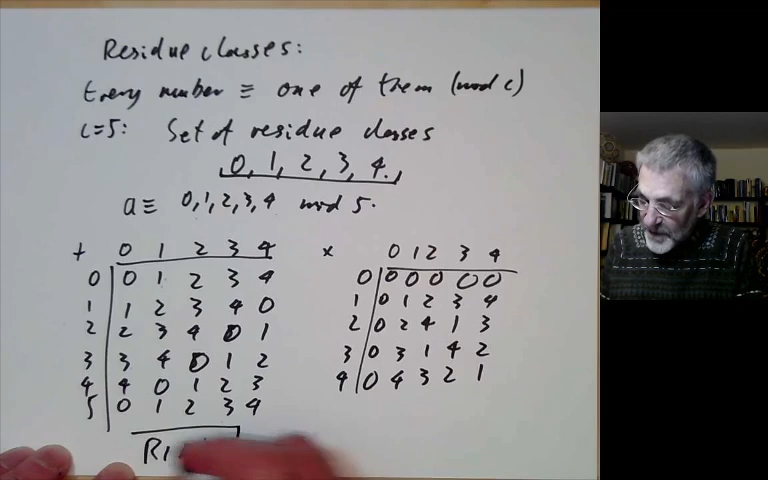 Residue classes:
Every number ≡ one of them (mod c)
c=5: Set of residue classes
0, 1, 2, 3, 4.,
a ≡ 0,1,2,3,4 mod 5.
+ 0 1 2 3 4
0 0 1 2 3 4
1 1 2 3 4 0
2 2 3 4 0 1
3 3 4 0 1 2
4 4 0 1 2 3
5 0 1 2 3 4
× 0 1 2 3 4
0 0 0 0 0 0
1 0 1 2 3 4
2 0 2 4 1 3
3 0 3 1 4 2
4 0 4 3 2 1